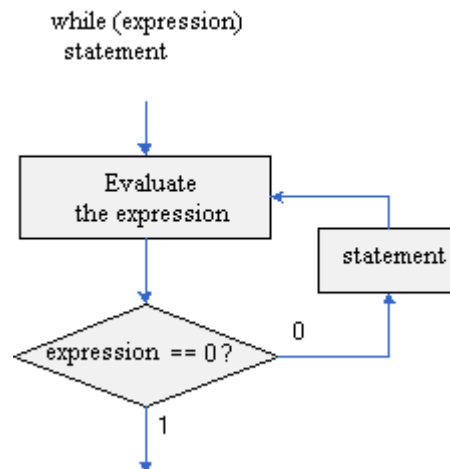 while (expression)
statement
Evaluate
the expression
statement
0
expression == 0?
1